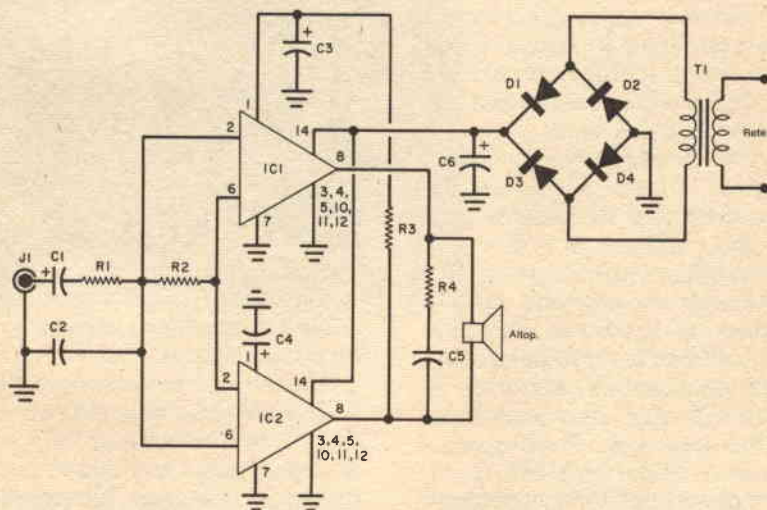 C3
D1
D2
T1
1
2
14
8
IC1
C6
Rete
6
3,4,
5,10,
11,12
D3
D4
7
R3
J1
C1
R1
R2
R4
C2
C4
Altop.
1
C5
2
14
IC2
8
6
3,4,5,
10,11,12
7